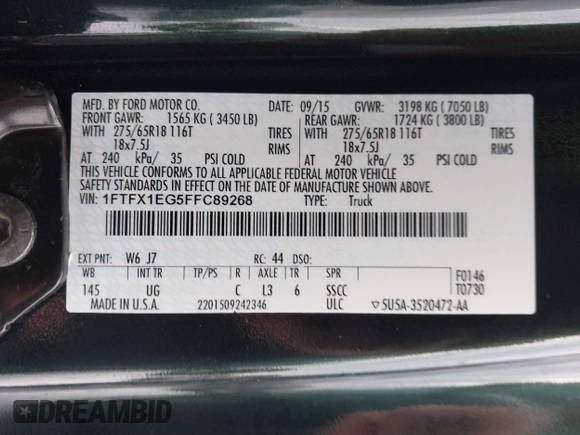 MFD. BY FORD MOTOR CO.
DATE: 09/15 GVWR: 3198 KG ( 7050 LB)
FRONT GAWR: 1565 KG ( 3450 LB) REAR GAWR: 1724 KG ( 3800 LB)
WITH 275/65R18 116T TIRES WITH 275/65R18 116T TIRES
18x7.5J RIMS 18x7.5J RIMS
AT 240 kPa/ 35 PSI COLD AT 240 kPa/ 35 PSI COLD
THIS VEHICLE CONFORMS TO ALL APPLICABLE FEDERAL MOTOR VEHICLE
SAFETY STANDARDS IN EFFECT ON THE DATE OF MANUFACTURE SHOWN ABOVE.
VIN: 1FTFX1EG5FFC89268 TYPE: Truck
EXT PNT: W6 J7 RC: 44 DSO:
WB INT TR TP/PS R AXLE TR SPR F0146
145 UG C L3 6 SSCC T0730
MADE IN U.S.A. 2201509242346 ULC ▽5U5A-3520472-AA
DREAMBID